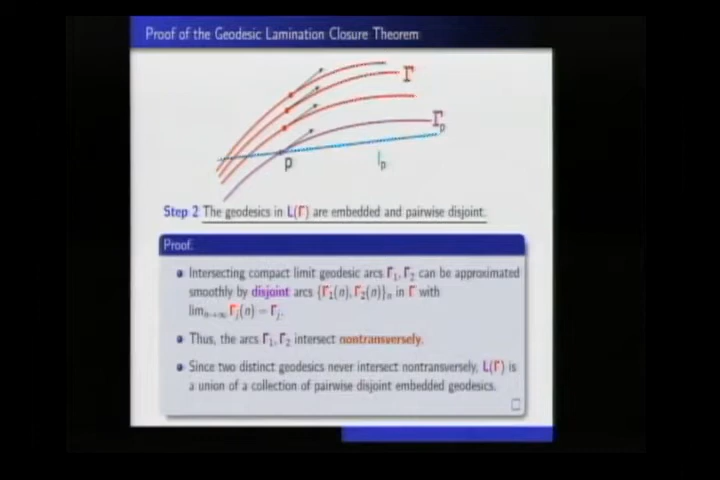 Proof of the Geodesic Lamination Closure Theorem
Γ
Γp
p
lp
Step 2 The geodesics in L(Γ) are embedded and pairwise disjoint.
Proof.
Intersecting compact limit geodesic arcs Γ1, Γ2 can be approximated
smoothly by disjoint arcs {Γ1(n), Γ2(n)}n in Γ with
limn→∞ Γj(n) = Γj.
Thus, the arcs Γ1, Γ2 intersect nontransversely.
Since two distinct geodesics never intersect nontransversely, L(Γ) is
a union of a collection of pairwise disjoint embedded geodesics.